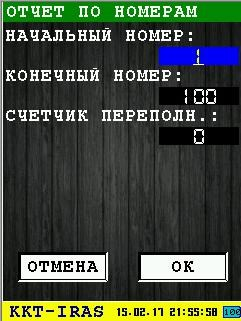 ОТЧЕТ ПО НОМЕРАМ
НАЧАЛЬНЫЙ НОМЕР:
1
КОНЕЧНЫЙ НОМЕР:
100
СЧЕТЧИК ПЕРЕПОЛН.:
0
ОТМЕНА ОК
KKT-IRAS 15.02.17 21:55:58 100